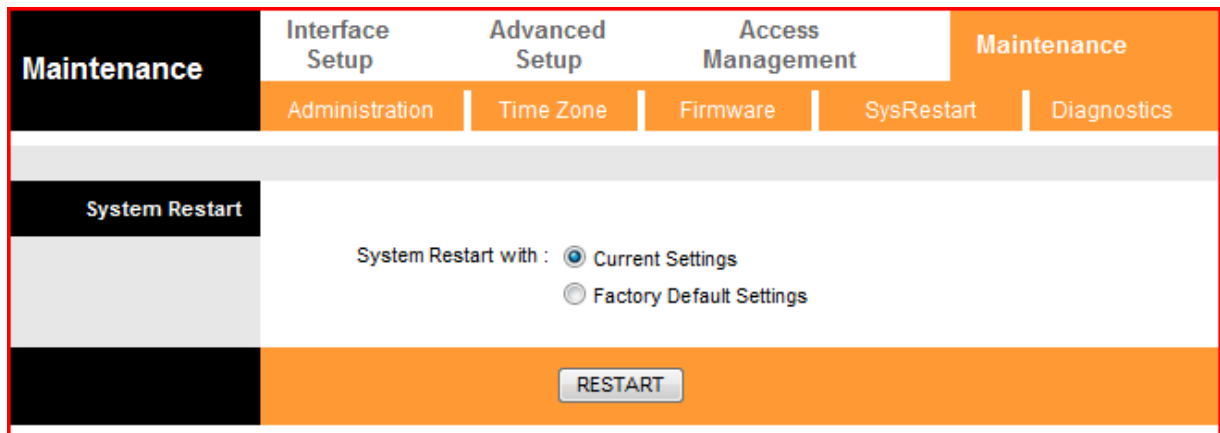 Maintenance
Interface Setup
Advanced Setup
Access Management
Maintenance
Administration
Time Zone
Firmware
SysRestart
Diagnostics
System Restart
System Restart with :
Current Settings
Factory Default Settings
RESTART